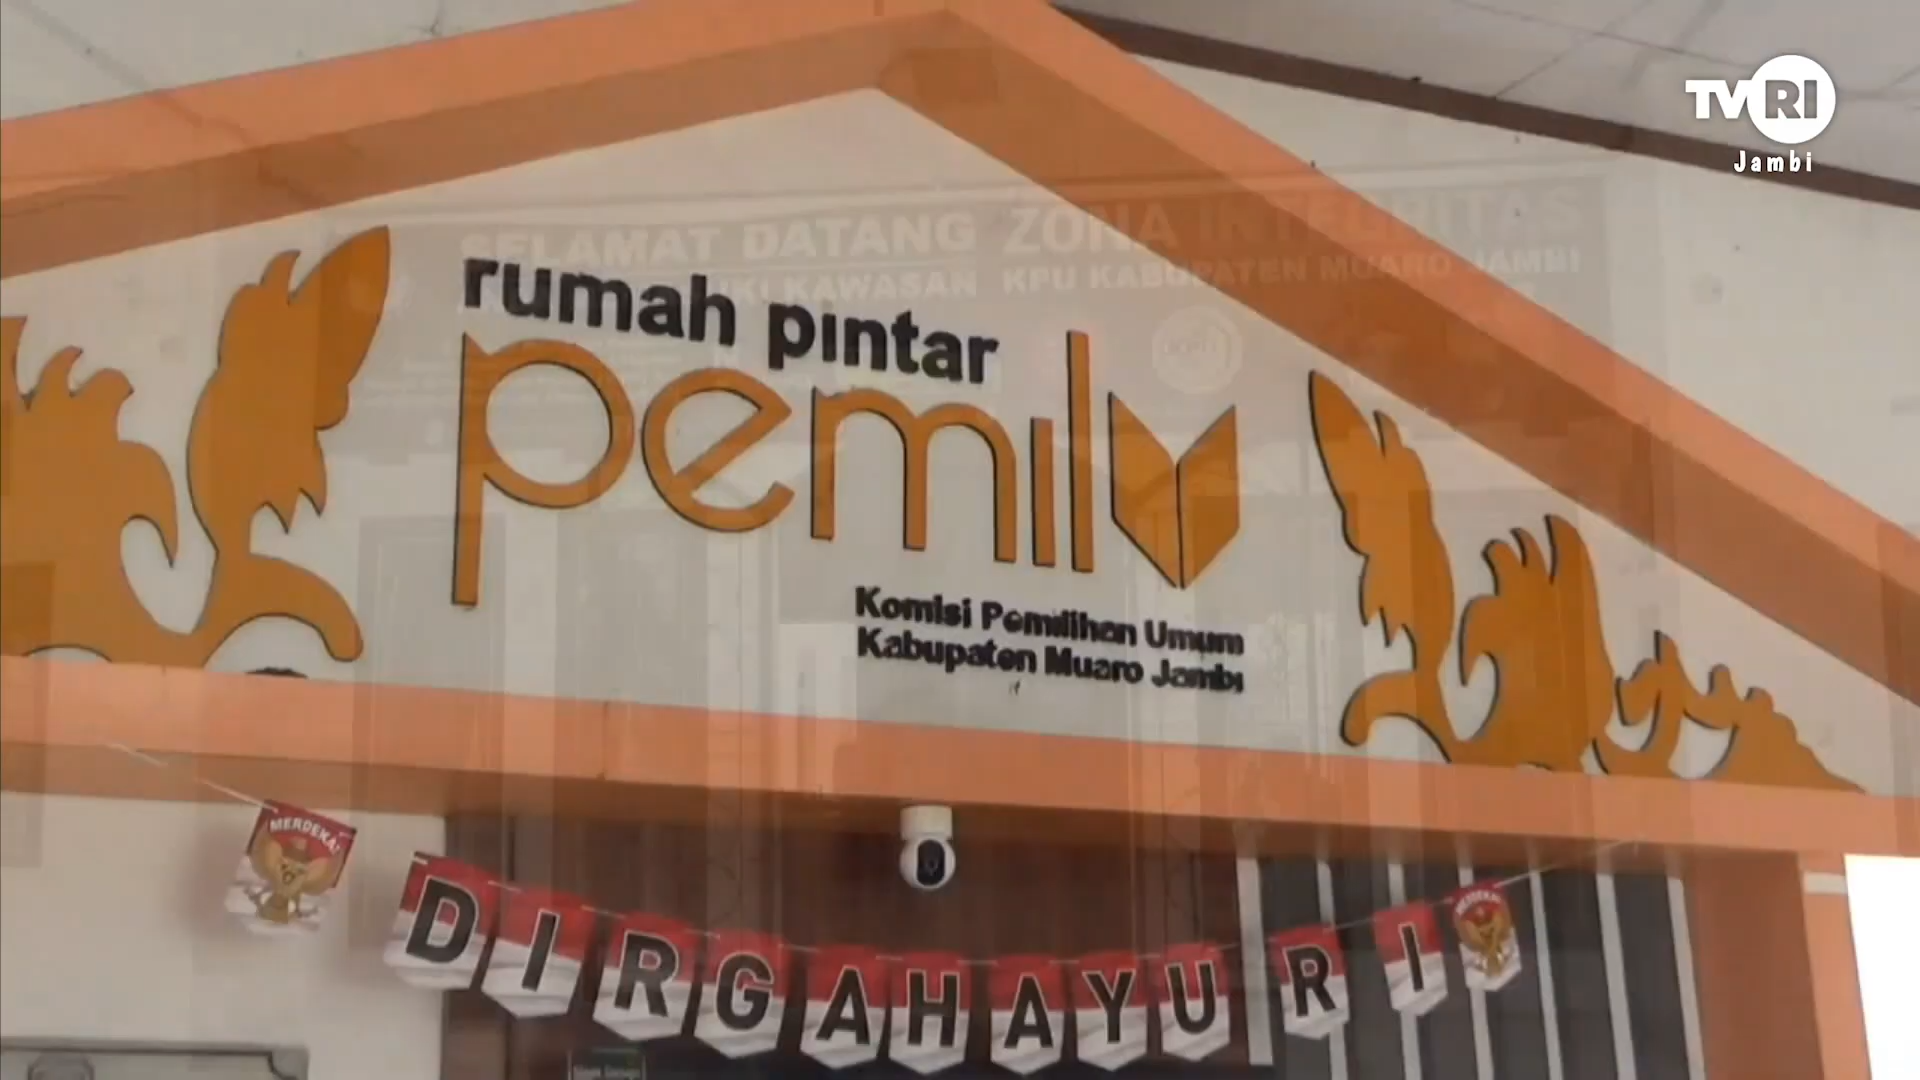 TVRI
Jambi
SELAMAT DATANG ZONA INTEGRITAS
KAWASAN KPU KABUPATEN MUARO JAMBI
rumah pintar
pemilu
Komisi Pemilihan Umum
Kabupaten Muaro Jambi
MERDEKA!
DIRGAHAYU RI
MERDEKA!